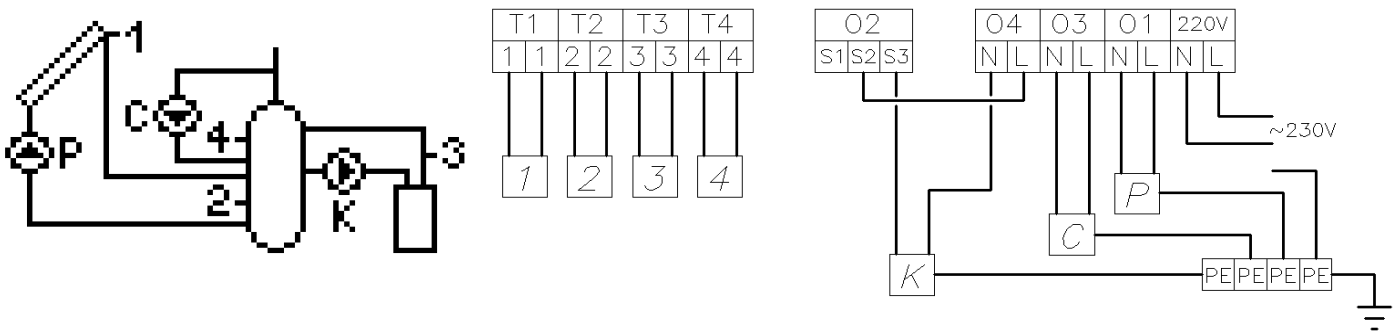 1
C
4
P
3
2
K
T1 T2 T3 T4
1 1 2 2 3 3 4 4
1 2 3 4
O2 O4 O3 O1 220V
S1 S2 S3 N L N L N L N L
~230V
P
C
K
PE PE PE PE